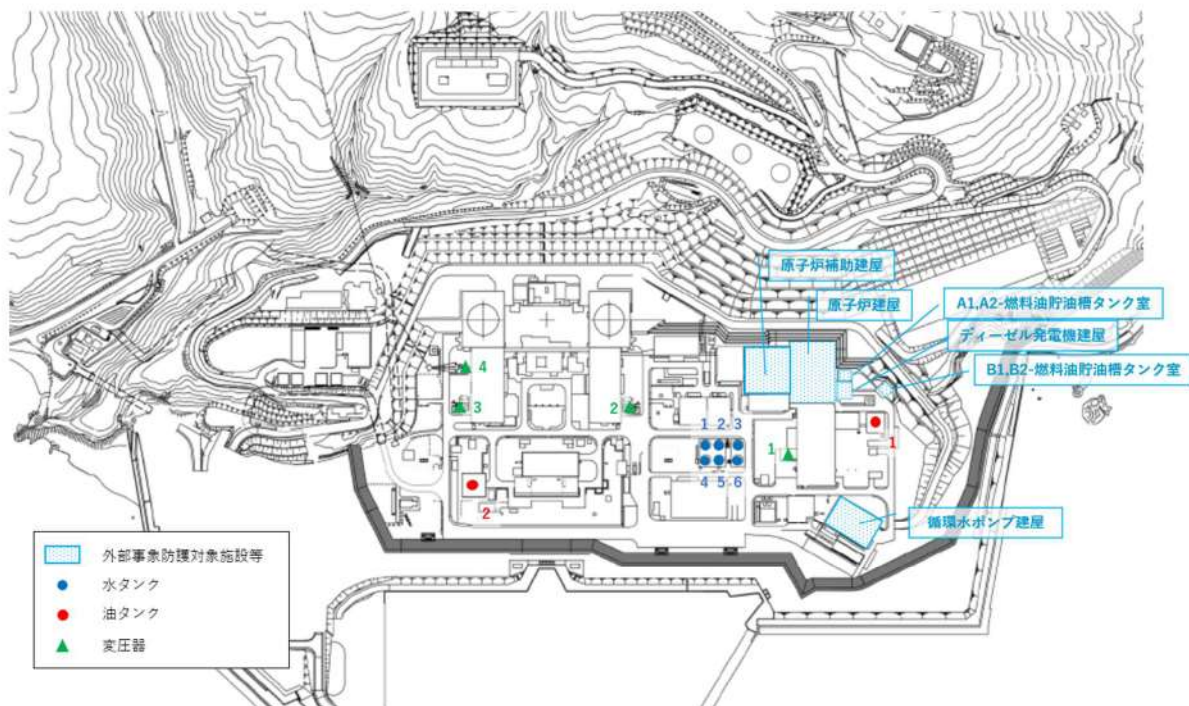 原子炉補助建屋
原子炉建屋
A1,A2-燃料油貯油槽タンク室
ディーゼル発電機建屋
B1,B2-燃料油貯油槽タンク室
4
3
2
1 2 3
1
1
4 5 6
2
循環水ポンプ建屋
外部事象防護対象施設等
水タンク
油タンク
変圧器